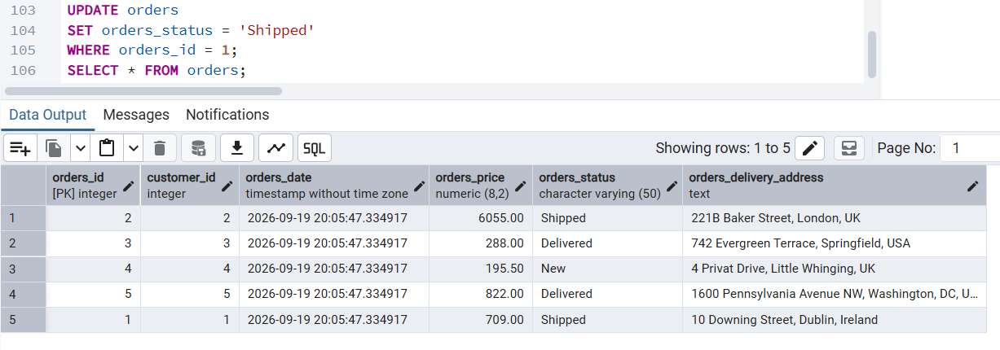 103 UPDATE orders
104 SET orders_status = 'Shipped'
105 WHERE orders_id = 1;
106 SELECT * FROM orders;
Data Output Messages Notifications
SQL Showing rows: 1 to 5 Page No: 1
orders_id customer_id orders_date orders_price orders_status orders_delivery_address
[PK] integer integer timestamp without time zone numeric (8,2) character varying (50) text
1 2 2 2026-09-19 20:05:47.334917 6055.00 Shipped 221B Baker Street, London, UK
2 3 3 2026-09-19 20:05:47.334917 288.00 Delivered 742 Evergreen Terrace, Springfield, USA
3 4 4 2026-09-19 20:05:47.334917 195.50 New 4 Privat Drive, Little Whinging, UK
4 5 5 2026-09-19 20:05:47.334917 822.00 Delivered 1600 Pennsylvania Avenue NW, Washington, DC, U...
5 1 1 2026-09-19 20:05:47.334917 709.00 Shipped 10 Downing Street, Dublin, Ireland